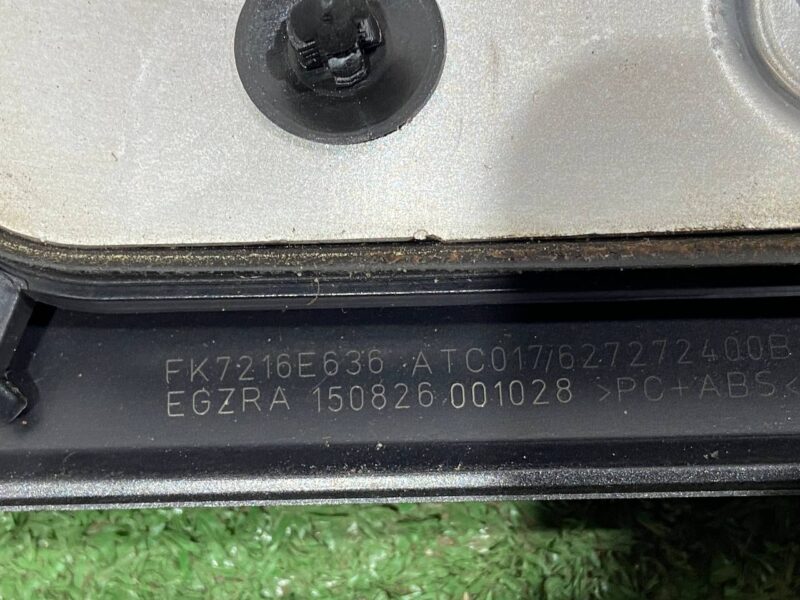 FK7216E636 ATC017/627272400B
EGZRA 150826 001028 >PC+ABS<